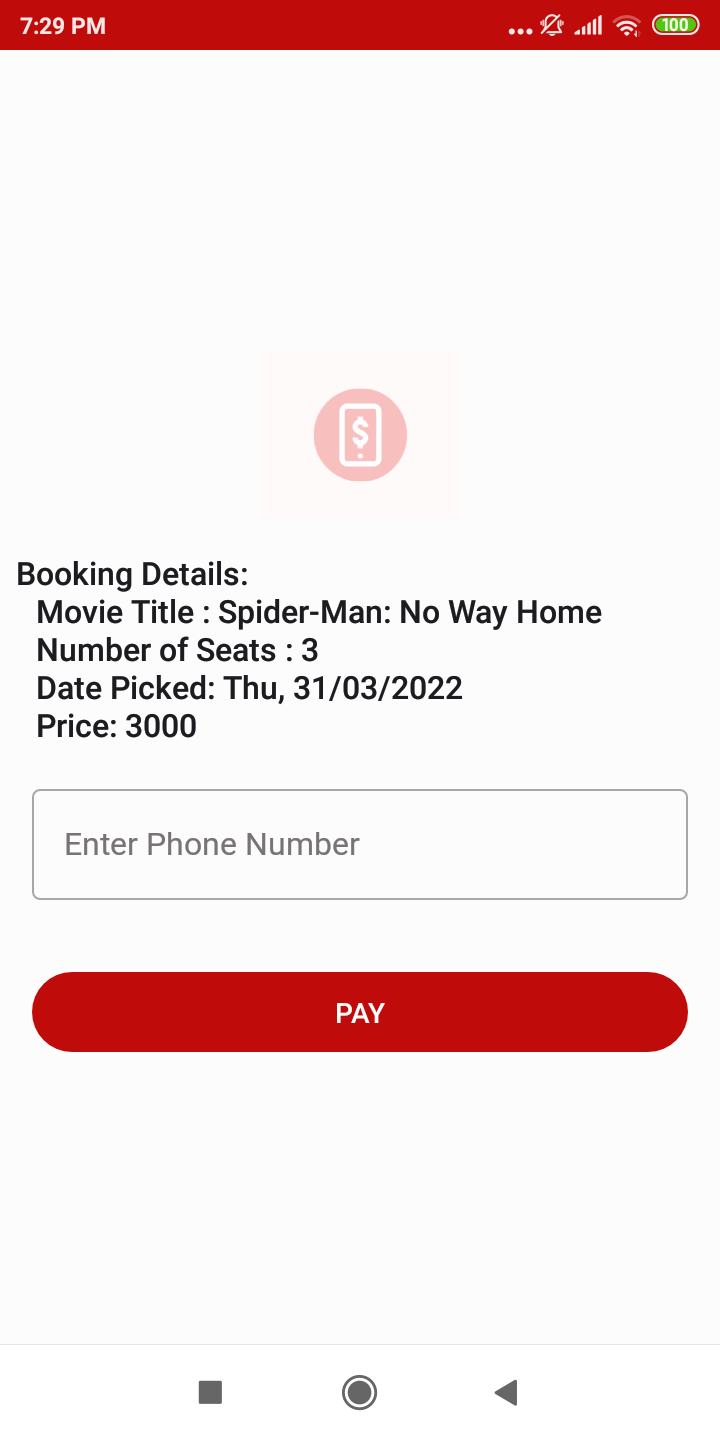 7:29 PM
100
$
Booking Details:
Movie Title : Spider-Man: No Way Home
Number of Seats : 3
Date Picked: Thu, 31/03/2022
Price: 3000
Enter Phone Number
PAY